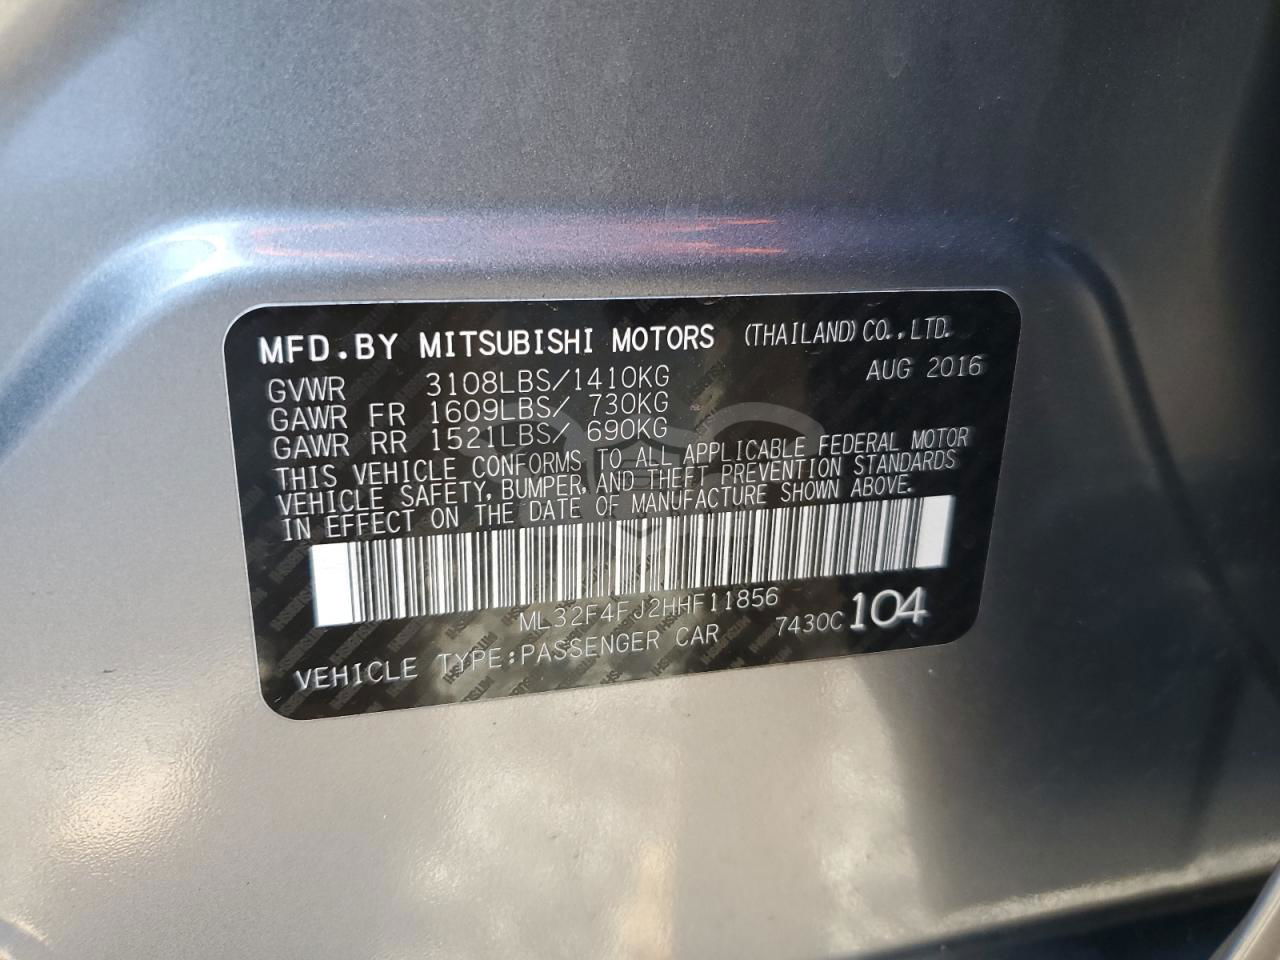 MFD.BY MITSUBISHI MOTORS (THAILAND) CO.,LTD.
GVWR 3108LBS/1410KG AUG 2016
GAWR FR 1609LBS/ 730KG
GAWR RR 1521LBS/ 690KG
THIS VEHICLE CONFORMS TO ALL APPLICABLE FEDERAL MOTOR
VEHICLE SAFETY, BUMPER, AND THEFT PREVENTION STANDARDS
IN EFFECT ON THE DATE OF MANUFACTURE SHOWN ABOVE.
ML32F4FJ2HHF11856
VEHICLE TYPE:PASSENGER CAR 7430C 104